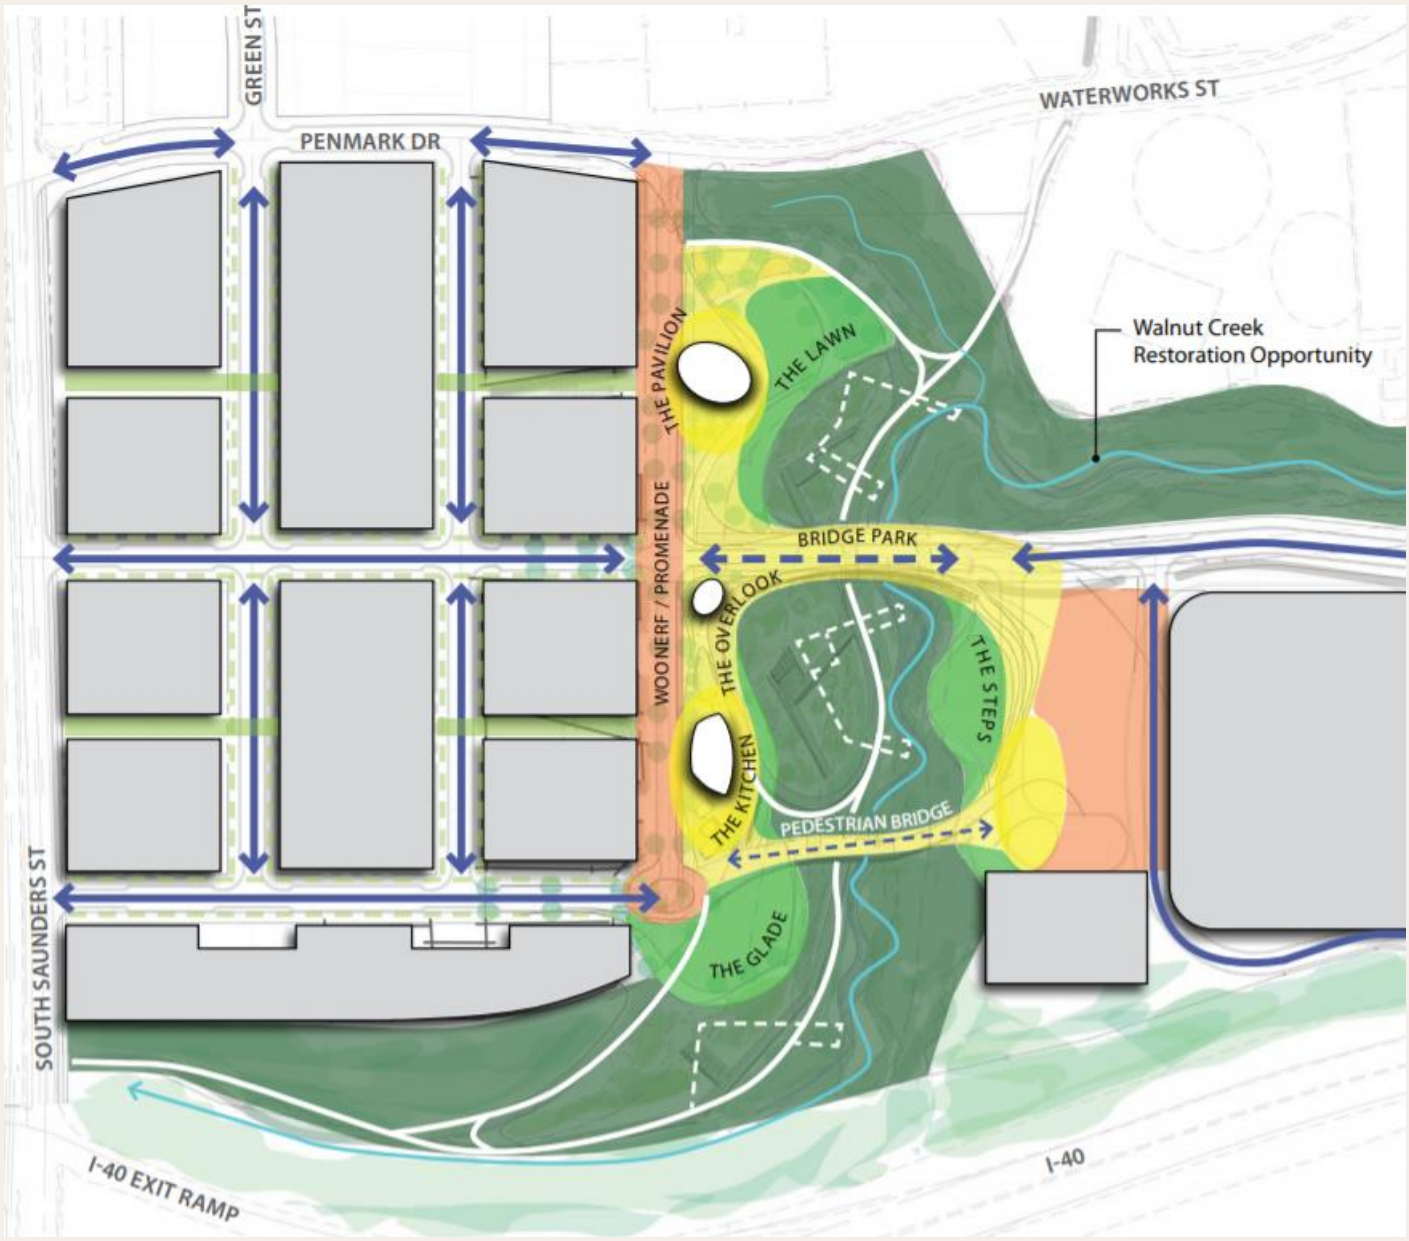 GREEN ST
WATERWORKS ST
PENMARK DR
Walnut Creek
Restoration Opportunity
THE PAVILION
THE LAWN
WOONERF / PROMENADE
BRIDGE PARK
THE OVERLOOK
THE STEPS
THE KITCHEN
PEDESTRIAN BRIDGE
THE GLADE
SOUTH SAUNDERS ST
I-40 EXIT RAMP
I-40